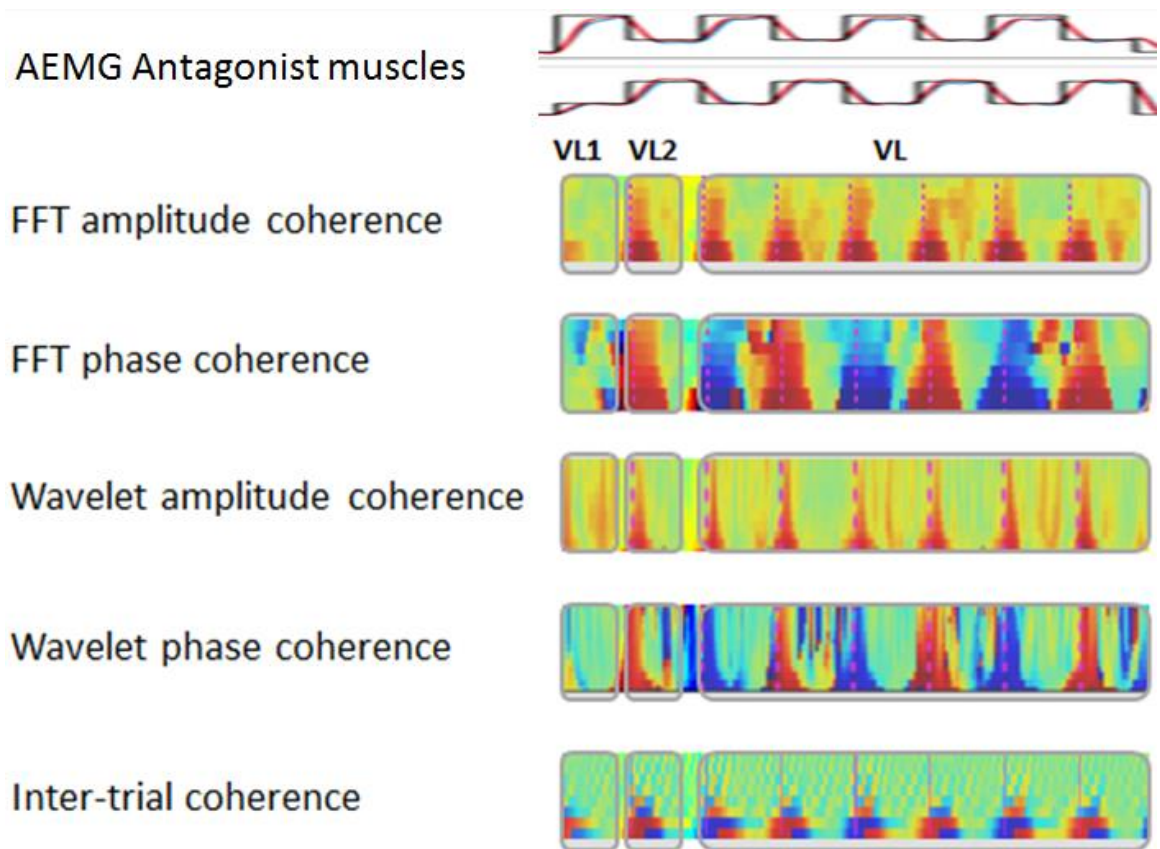 AEMG Antagonist muscles
VL1 VL2 VL
FFT amplitude coherence
FFT phase coherence
Wavelet amplitude coherence
Wavelet phase coherence
Inter-trial coherence